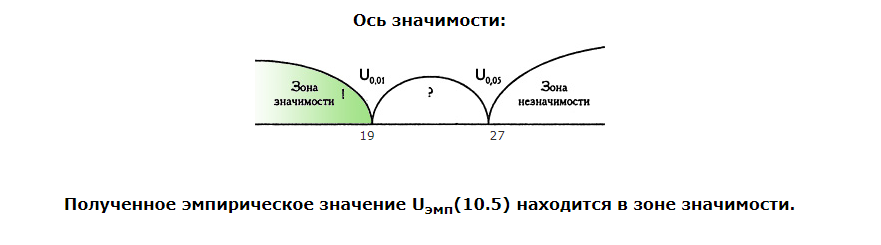 Ось значимости:
U0,01 U0,05
Зона ! ? Зона
значимости незначимости
19 27
Полученное эмпирическое значение Uэмп(10.5) находится в зоне значимости.